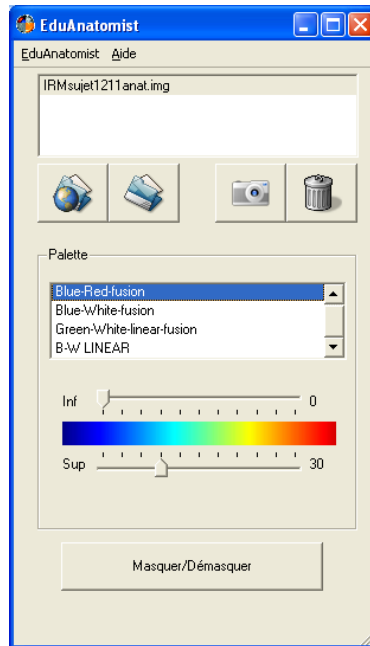 EduAnatomist
EduAnatomist Aide
IRMsujet1211anat.img
Palette
Blue-Red-fusion
Blue-White-fusion
Green-White-linear-fusion
B-W LINEAR
Inf 0
Sup 30
Masquer/Démasquer